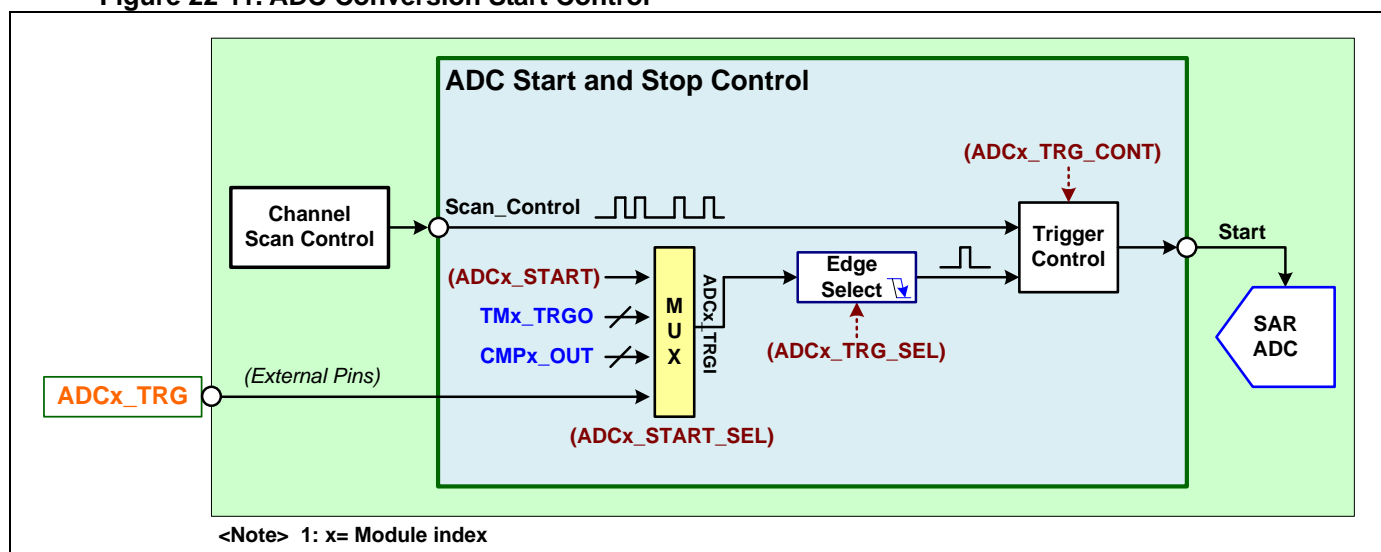 Figure 22-11. ADC Conversion Start Control
ADC Start and Stop Control
(ADCx_TRG_CONT)
Channel
Scan Control
Scan_Control
Trigger
Control
Start
(ADCx_START)
TMx_TRGO
CMPx_OUT
M
U
X
ADCx_TRGI
Edge
Select
(ADCx_TRG_SEL)
SAR
ADC
ADCx_TRG
(External Pins)
(ADCx_START_SEL)
<Note> 1: x= Module index